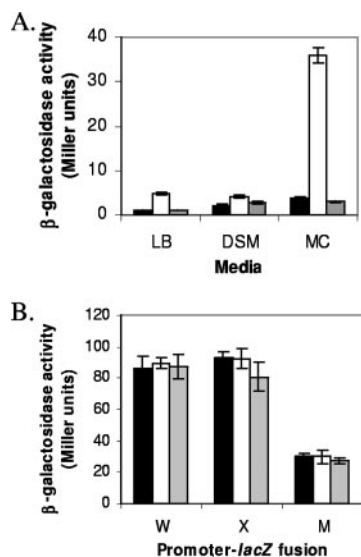 A.
β-galactosidase activity
(Miller units)
40
30
20
10
0
LB DSM MC
Media
B.
β-galactosidase activity
(Miller units)
120
100
80
60
40
20
0
W X M
Promoter-lacZ fusion